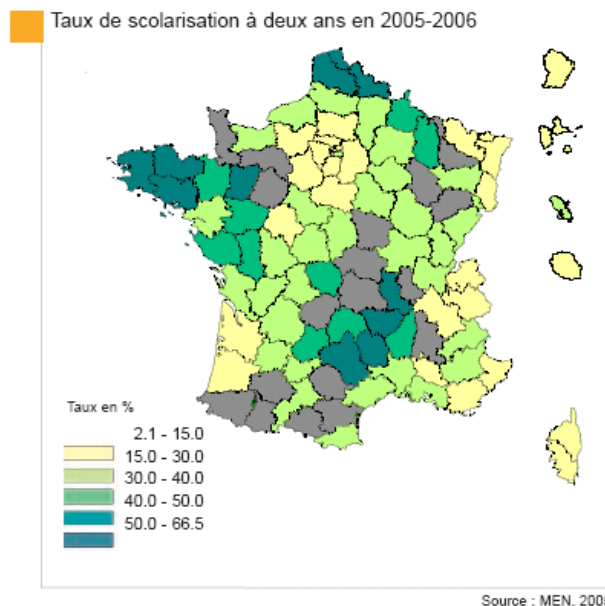 Taux de scolarisation à deux ans en 2005-2006
Taux en %
2.1 - 15.0
15.0 - 30.0
30.0 - 40.0
40.0 - 50.0
50.0 - 66.5
Source : MEN, 2005